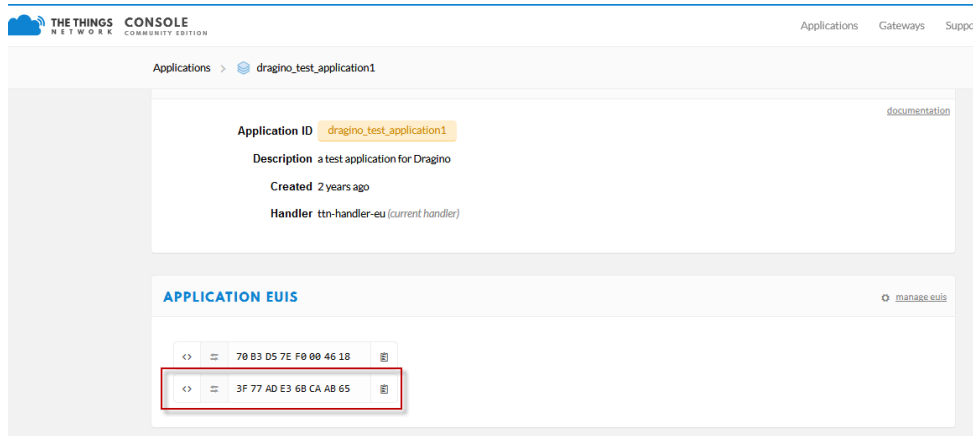 THE THINGS CONSOLE
NETWORK COMMUNITY EDITION
Applications Gateways Suppo
Applications > dragino_test_application1
documentation
Application ID dragino_test_application1
Description a test application for Dragino
Created 2 years ago
Handler ttn-handler-eu (current handler)
APPLICATION EUIS
manage euis
<> 70 B3 D5 7E F0 00 46 18
<> 3F 77 AD E3 6B CA AB 65